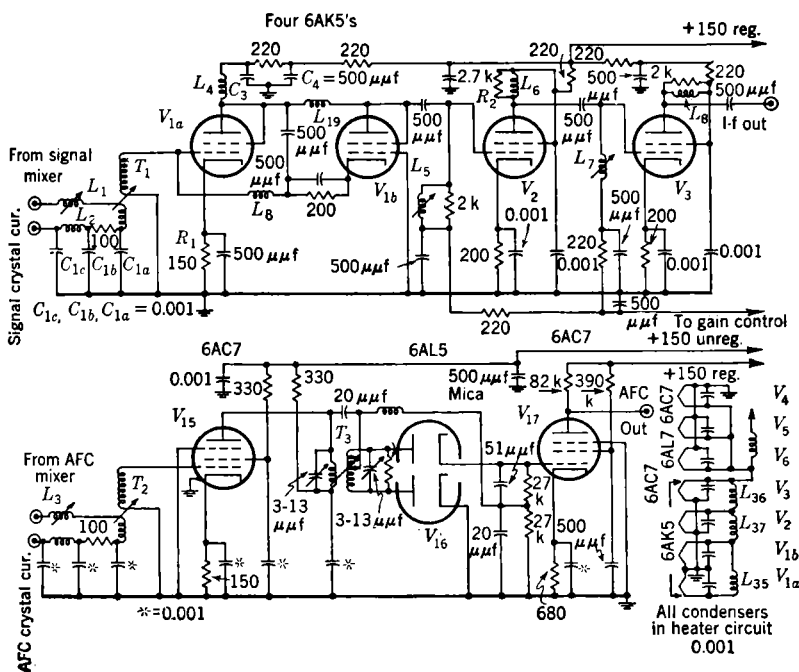 Four 6AK5's
+150 reg.
220
220
220
220
L4
C3
C4 = 500 μμf
2.7 k
R2
L6
500
μμf
2 k
220
500
μμf
L8
I-f out
V1a
L19
500
μμf
500
μμf
500
μμf
L7
From signal
mixer
T1
500
μμf
L5
V1b
V2
V3
L1
L2
100
L8
200
2 k
0.001
500
μμf
200
R1
150
500
μμf
500
μμf
200
220
0.001
0.001
0.001
C1c
C1b
C1a
Signal crystal cur.
C1c, C1b, C1a = 0.001
220
500
μμf
To gain control
+150 unreg.
6AC7
6AL5
6AC7
+150 reg.
0.001
330
330
20 μμf
500 μμf
Mica
82 k
390
k
AFC
Out
V15
T3
V17
51 μμf
From AFC
mixer
L3
T2
3-13
μμf
3-13
μμf
V16
27
k
27
k
20
μμf
500
μμf
100
*
*
*
150
*
*
*
*
*=0.001
680
AFC crystal cur.
6AC7
6AL7
6AC7
6AK5
V4
V5
V6
V3
L36
V2
L37
V1b
L35
V1a
All condensers
in heater circuit
0.001